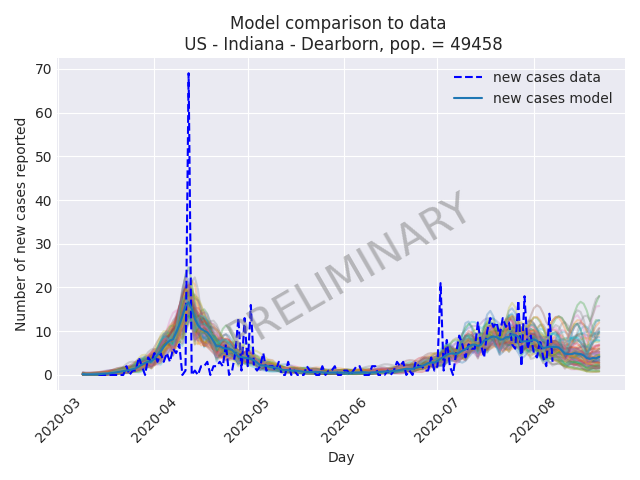 Model comparison to data
US - Indiana - Dearborn, pop. = 49458
70
60
50
40
30
20
10
0
Number of new cases reported
new cases data
new cases model
PRELIMINARY
2020-03
2020-04
2020-05
2020-06
2020-07
2020-08
Day